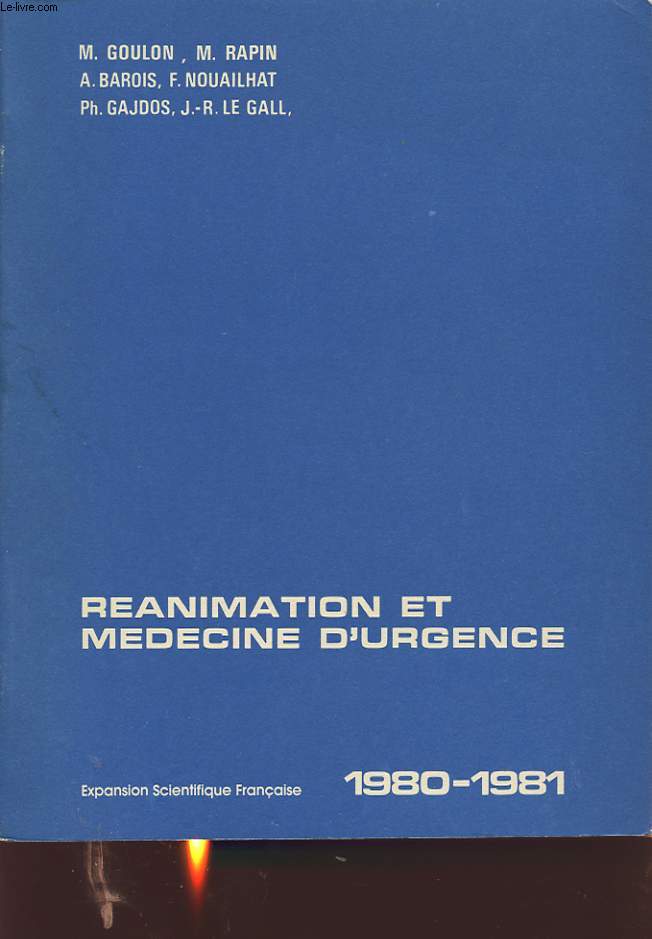 Le-livre.com
M. GOULON , M. RAPIN
A. BAROIS, F. NOUAILHAT
Ph. GAJDOS, J.-R. LE GALL,
REANIMATION ET
MEDECINE D'URGENCE
Expansion Scientifique Française 1980-1981